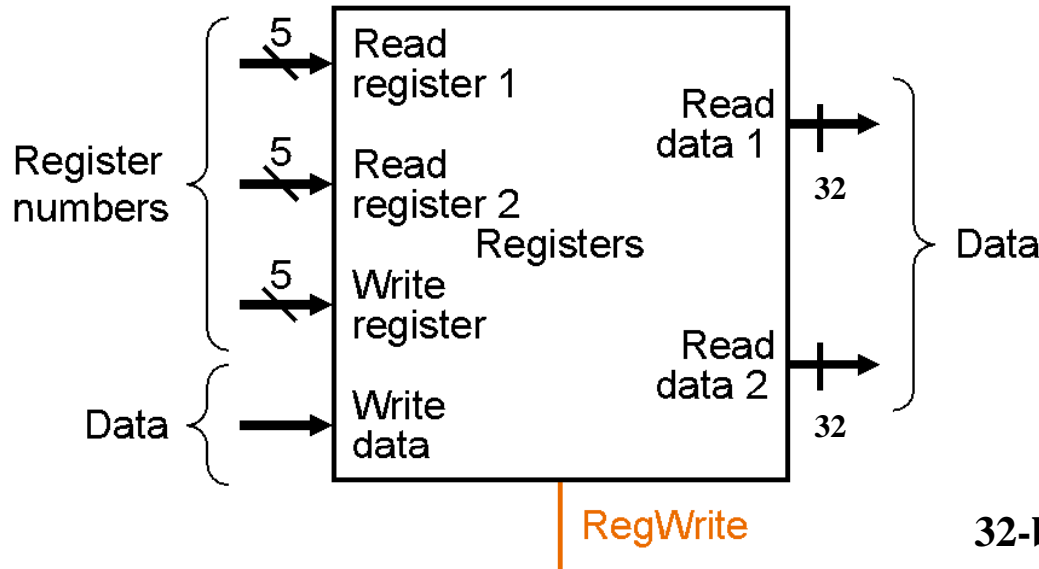 5
Read
register 1
5
Read
register 2
5
Write
register
Write
data
Register
numbers
Data
Registers
Read
data 1
32
Read
data 2
32
Data
RegWrite